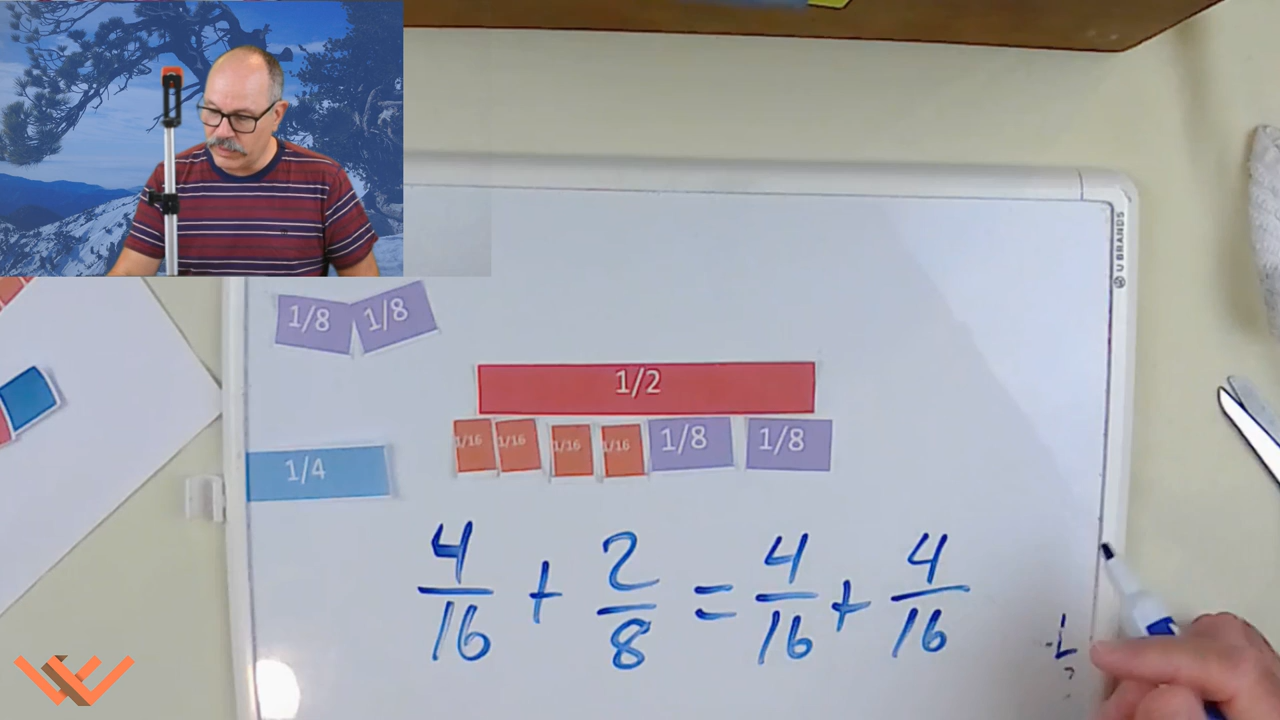 U BRANDS
1/8 1/8
1/2
1/16 1/16 1/16 1/16 1/8 1/8
1/4
4/16 + 2/8 = 4/16 + 4/16